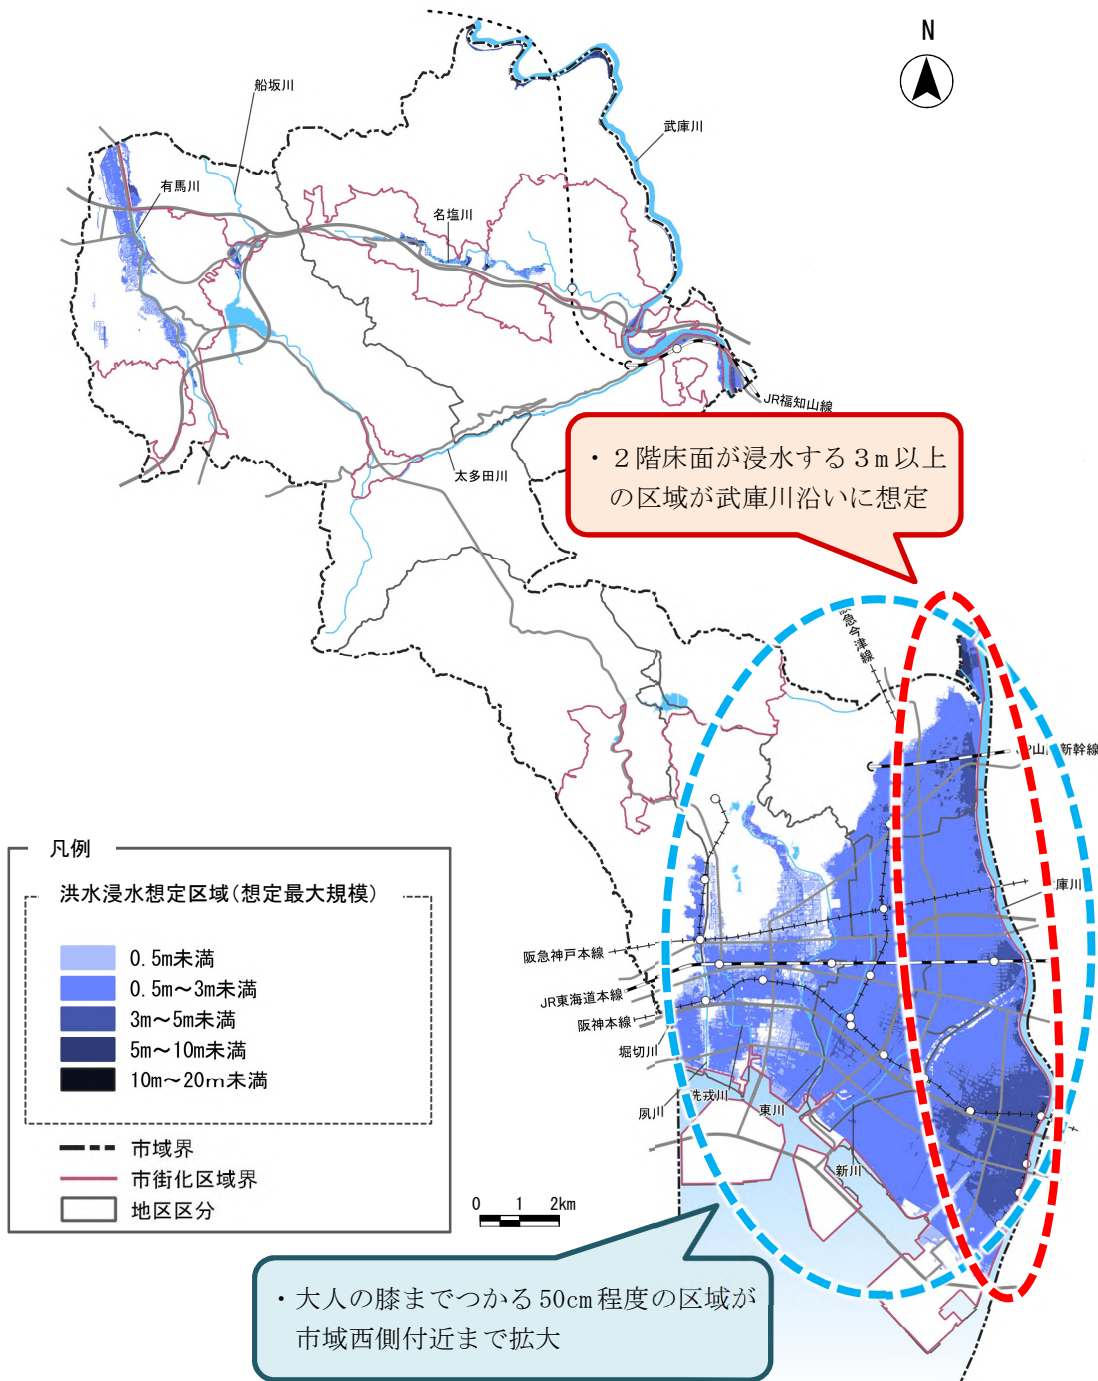 N
船坂川
武庫川
有馬川
名塩川
JR福知山線
太多田川
・２階床面が浸水する３m以上
の区域が武庫川沿いに想定
急今津線
新幹線
庫川
凡例
洪水浸水想定区域(想定最大規模)
0.5m未満
0.5m～3m未満
3m～5m未満
5m～10m未満
10m～20m未満
市域界
市街化区域界
地区区分
阪急神戸本線
JR東海道本線
阪神本線
堀切川
夙川
洗戎川
東川
新川
0 1 2km
・大人の膝までつかる50cm程度の区域が
市域西側付近まで拡大